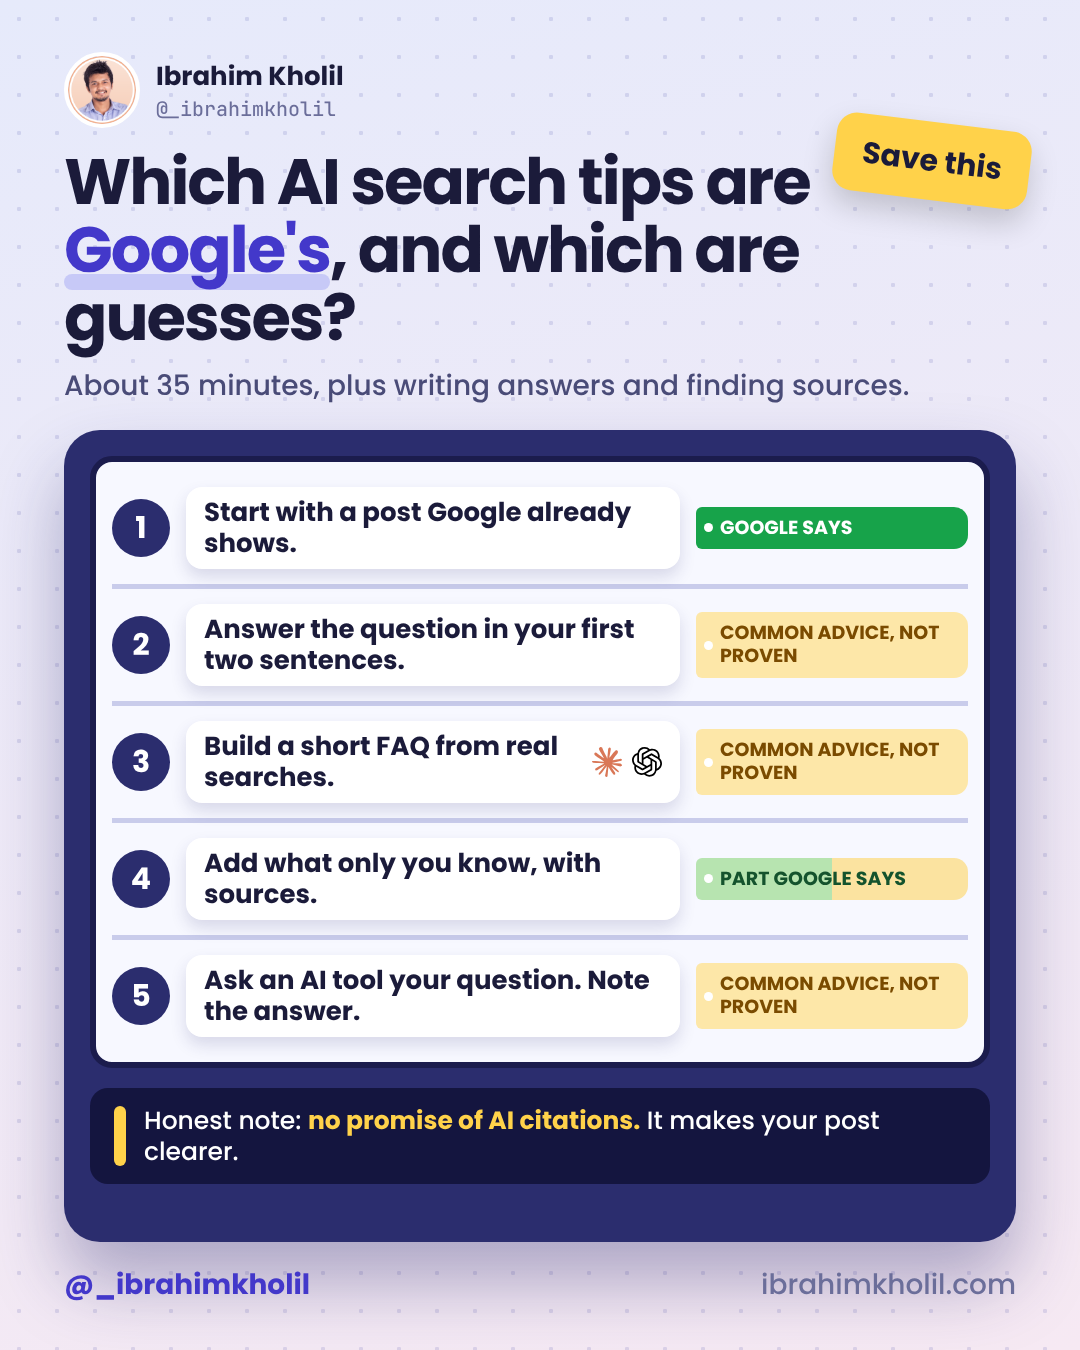 Ibrahim Kholil
@_ibrahimkholil
Save this
Which AI search tips are
Google's, and which are
guesses?
About 35 minutes, plus writing answers and finding sources.
1
Start with a post Google already
shows.
GOOGLE SAYS
2
Answer the question in your first
two sentences.
COMMON ADVICE, NOT
PROVEN
3
Build a short FAQ from real
searches.
COMMON ADVICE, NOT
PROVEN
4
Add what only you know, with
sources.
PART GOOGLE SAYS
5
Ask an AI tool your question. Note
the answer.
COMMON ADVICE, NOT
PROVEN
Honest note: no promise of AI citations. It makes your post
clearer.
@_ibrahimkholil
ibrahimkholil.com